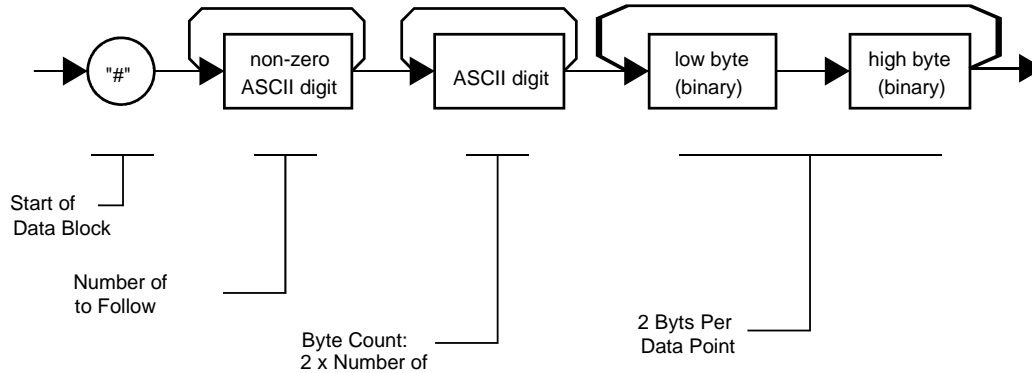 "#"
non-zero
ASCII digit
ASCII digit
low byte
(binary)
high byte
(binary)
Start of
Data Block
Number of
to Follow
Byte Count:
2 x Number of
2 Byts Per
Data Point